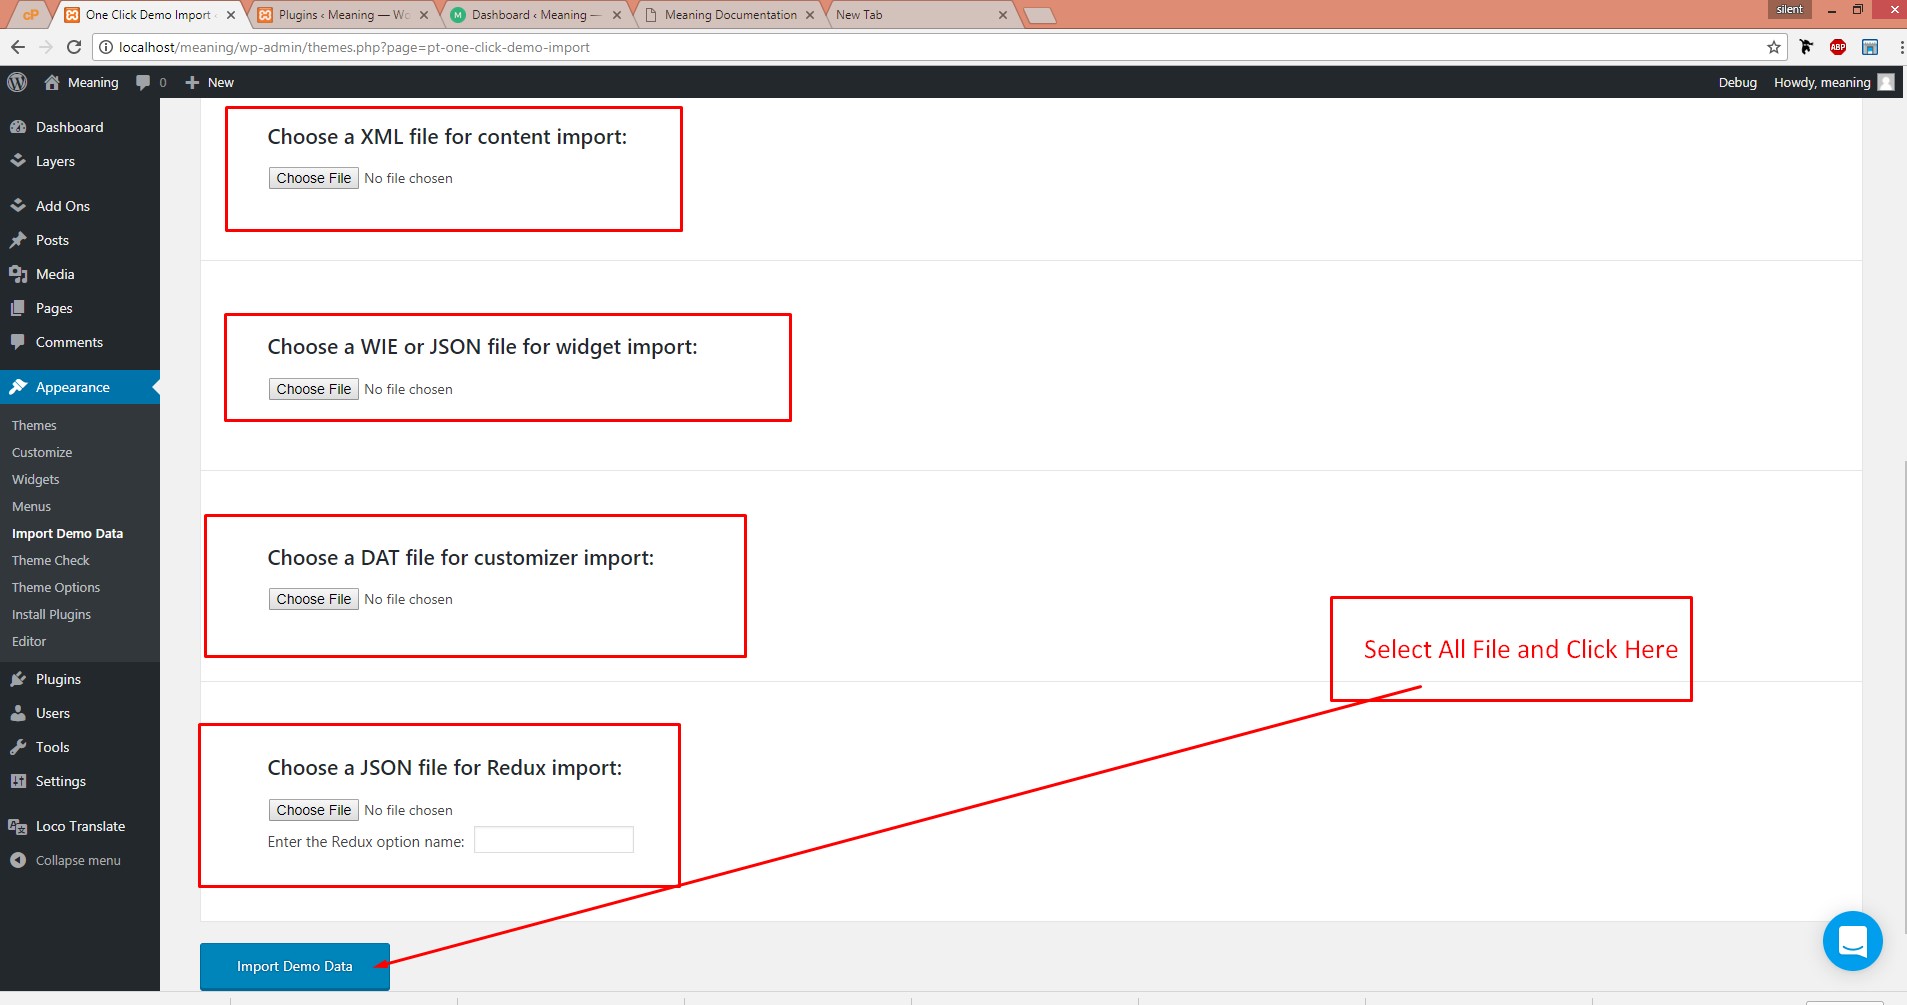 cP
One Click Demo Import ‹
Plugins ‹ Meaning — Wo
M
Dashboard ‹ Meaning —
Meaning Documentation
New Tab
silent
localhost/meaning/wp-admin/themes.php?page=pt-one-click-demo-import
ABP
Meaning
0
New
Debug
Howdy, meaning
Dashboard
Layers
Add Ons
Posts
Media
Pages
Comments
Appearance
Themes
Customize
Widgets
Menus
Import Demo Data
Theme Check
Theme Options
Install Plugins
Editor
Plugins
Users
Tools
Settings
Loco Translate
Collapse menu
Choose a XML file for content import:
Choose File No file chosen
Choose a WIE or JSON file for widget import:
Choose File No file chosen
Choose a DAT file for customizer import:
Choose File No file chosen
Select All File and Click Here
Choose a JSON file for Redux import:
Choose File No file chosen
Enter the Redux option name:
Import Demo Data